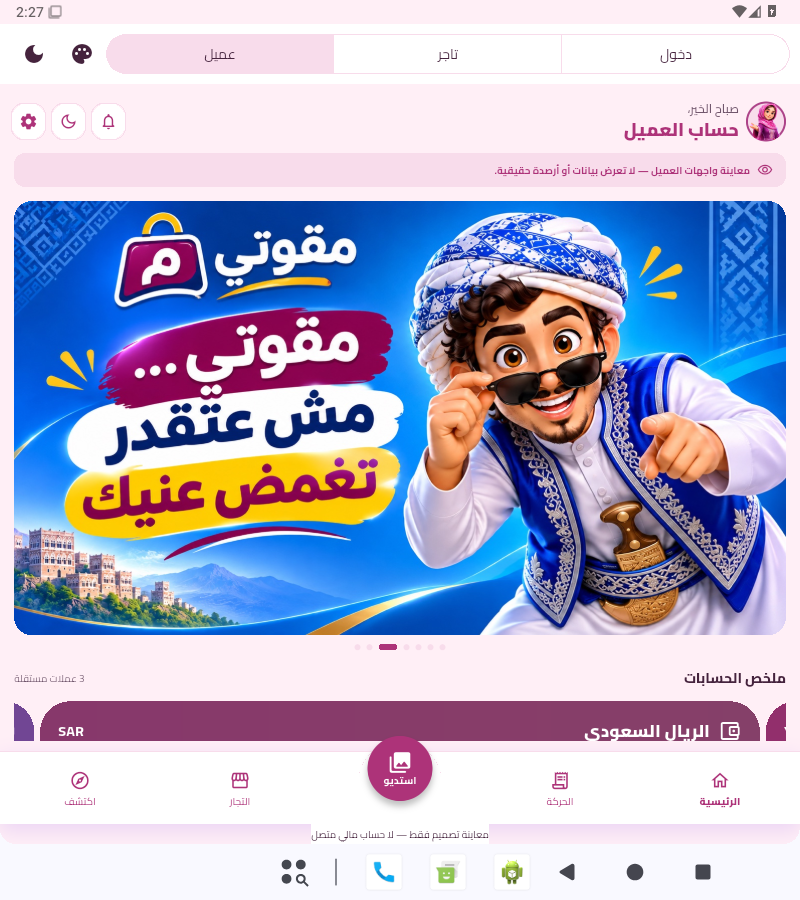 2:27
دخول
تاجر
عميل
صباح الخير،
حساب العميل
معاينة واجهات العميل — لا تعرض بيانات أو أرصدة حقيقية.
مقوتي
م
مقوتي...
مش عتقدر
تغمض عنيك
ملخص الحسابات
3 عملات مستقلة
الريال السعودي
SAR
الرئيسية
الحركة
استديو
التجار
اكتشف
معاينة تصميم فقط — لا حساب مالي متصل